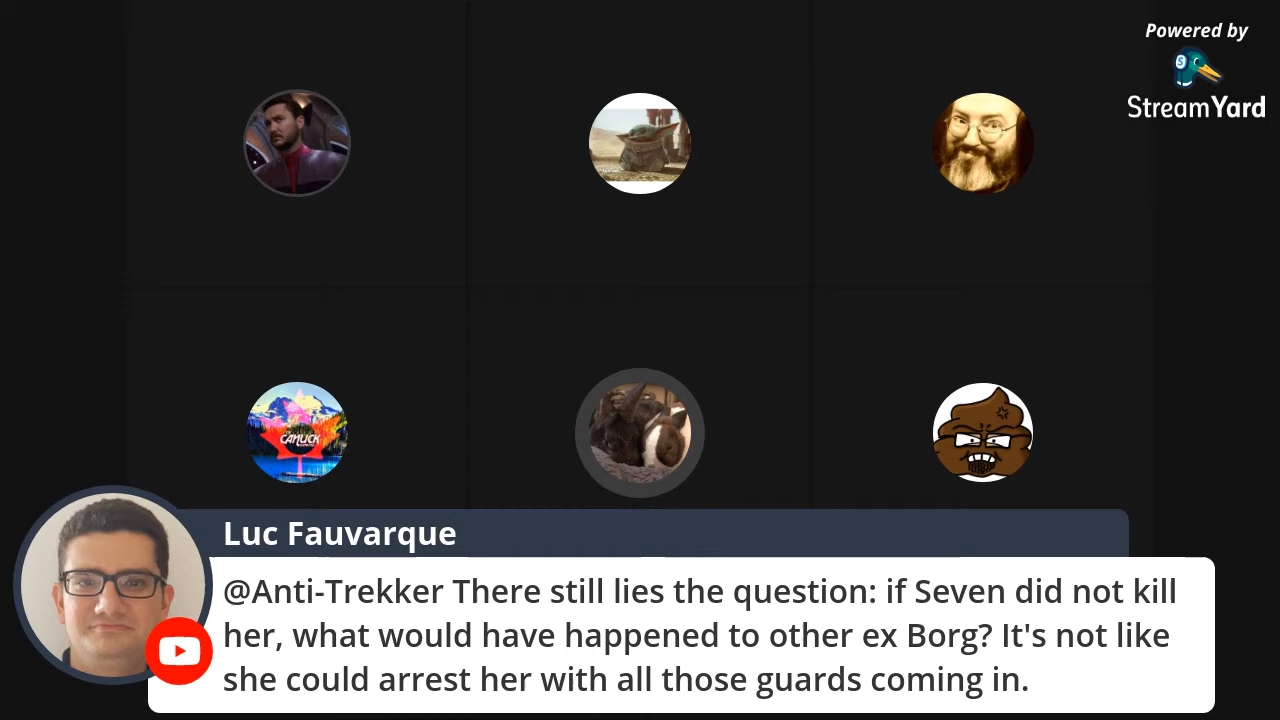 Powered by
StreamYard
CANUCK
Luc Fauvarque
@Anti-Trekker There still lies the question: if Seven did not kill
her, what would have happened to other ex Borg? It's not like
she could arrest her with all those guards coming in.